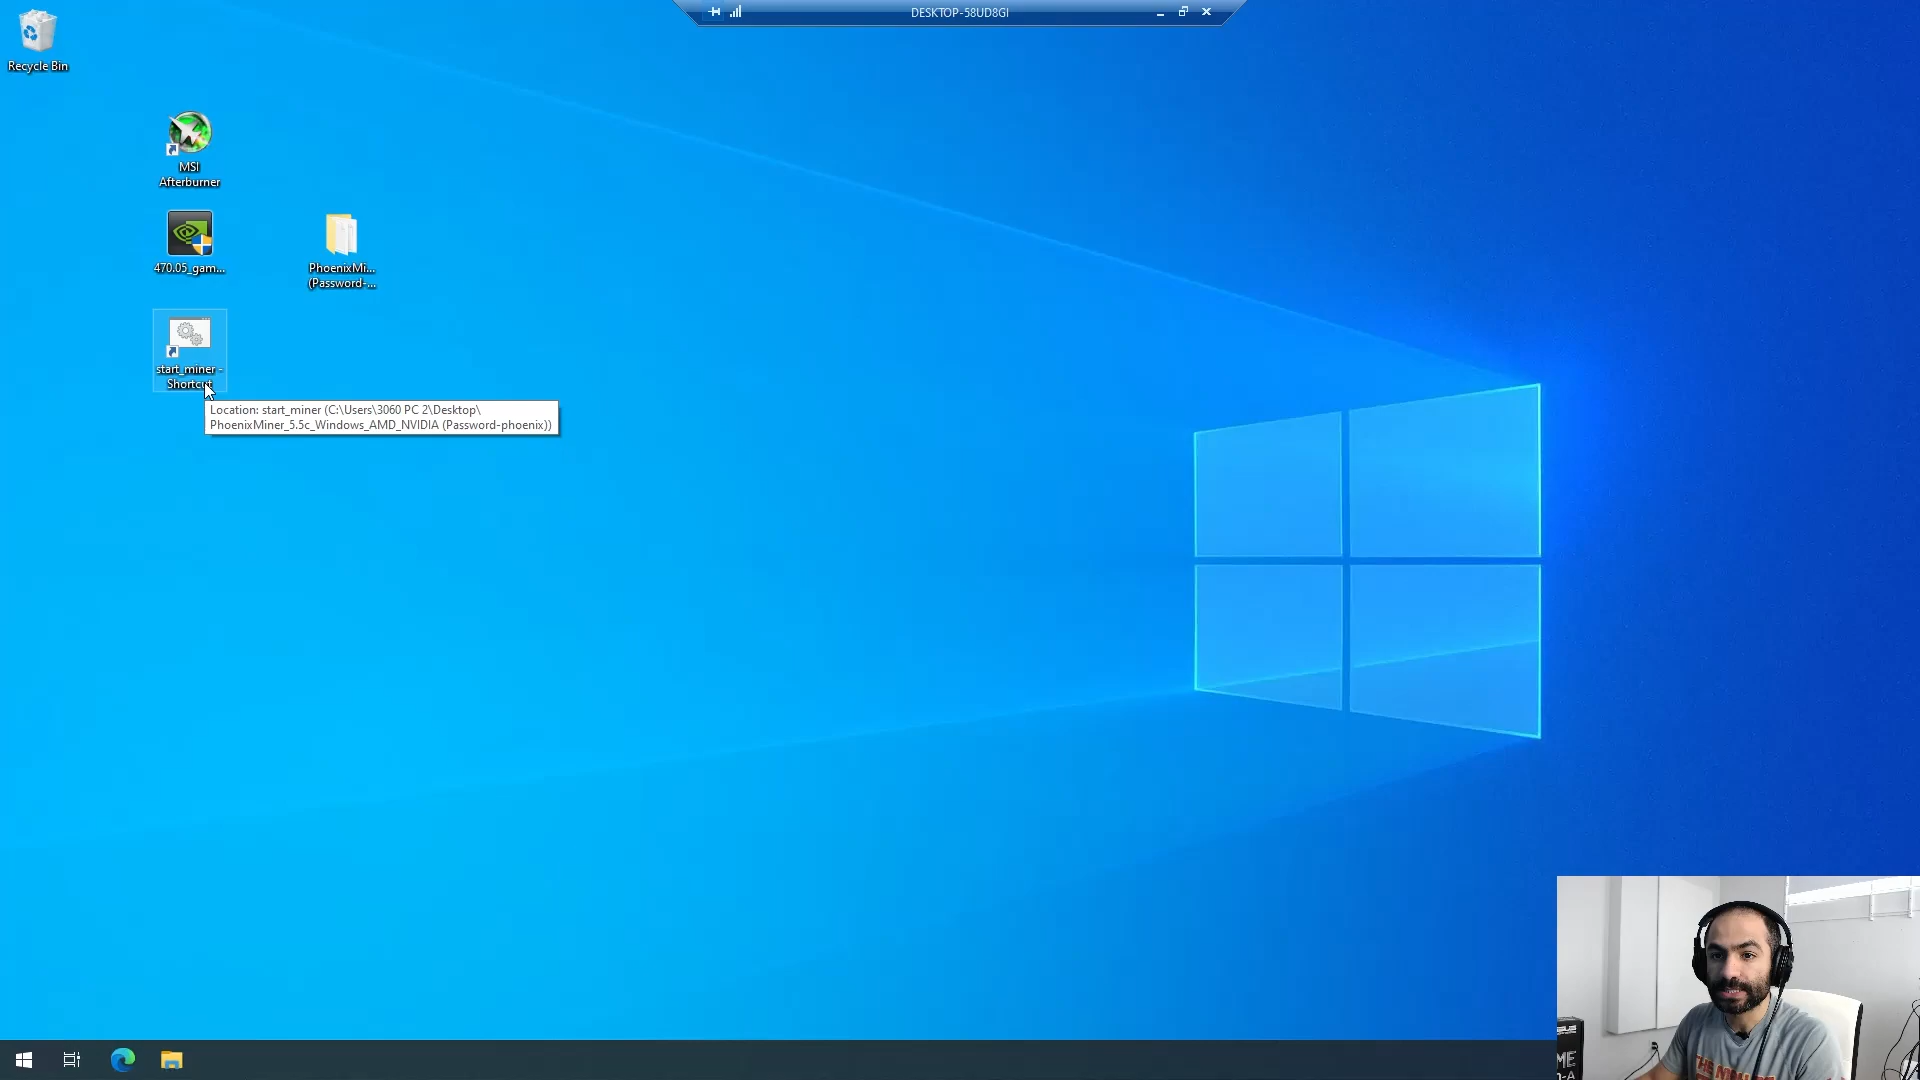 DESKTOP-58UD8GI
Recycle Bin
MSI
Afterburner
470.05_gam...
PhoenixMi...
(Password-...
start_miner -
Shortcut
Location: start_miner (C:\Users\3060 PC 2\Desktop\
PhoenixMiner_5.5c_Windows_AMD_NVIDIA (Password-phoenix))